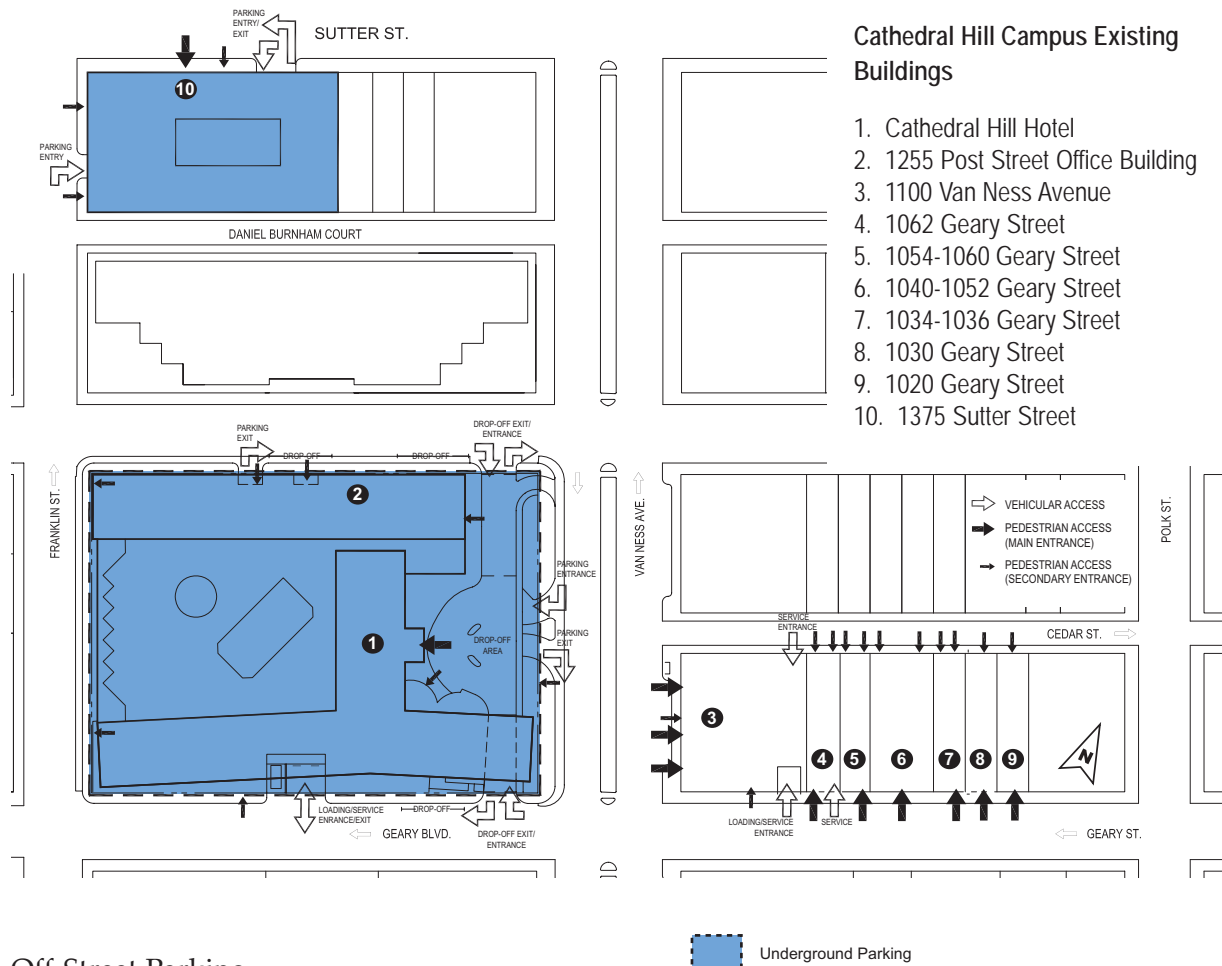 PARKING
ENTRY/
EXIT
SUTTER ST.
Cathedral Hill Campus Existing
Buildings
1. Cathedral Hill Hotel
2. 1255 Post Street Office Building
3. 1100 Van Ness Avenue
4. 1062 Geary Street
5. 1054-1060 Geary Street
6. 1040-1052 Geary Street
7. 1034-1036 Geary Street
8. 1030 Geary Street
9. 1020 Geary Street
10. 1375 Sutter Street
10
PARKING
ENTRY
DANIEL BURNHAM COURT
PARKING
EXIT
DROP-OFF
DROP-OFF
DROP-OFF EXIT/
ENTRANCE
FRANKLIN ST.
2
VAN NESS AVE.
VEHICULAR ACCESS
PEDESTRIAN ACCESS
(MAIN ENTRANCE)
PEDESTRIAN ACCESS
(SECONDARY ENTRANCE)
POLK ST.
PARKING
ENTRANCE
1
DROP-OFF
AREA
PARKING
EXIT
SERVICE
ENTRANCE
CEDAR ST.
3
4
5
6
7
8
9
N
LOADING/SERVICE
ENRANCE/EXIT
DROP-OFF
GEARY BLVD.
DROP-OFF EXIT/
ENTRANCE
LOADING/SERVICE
ENTRANCE
SERVICE
GEARY ST.
Underground Parking
Off Street Parking